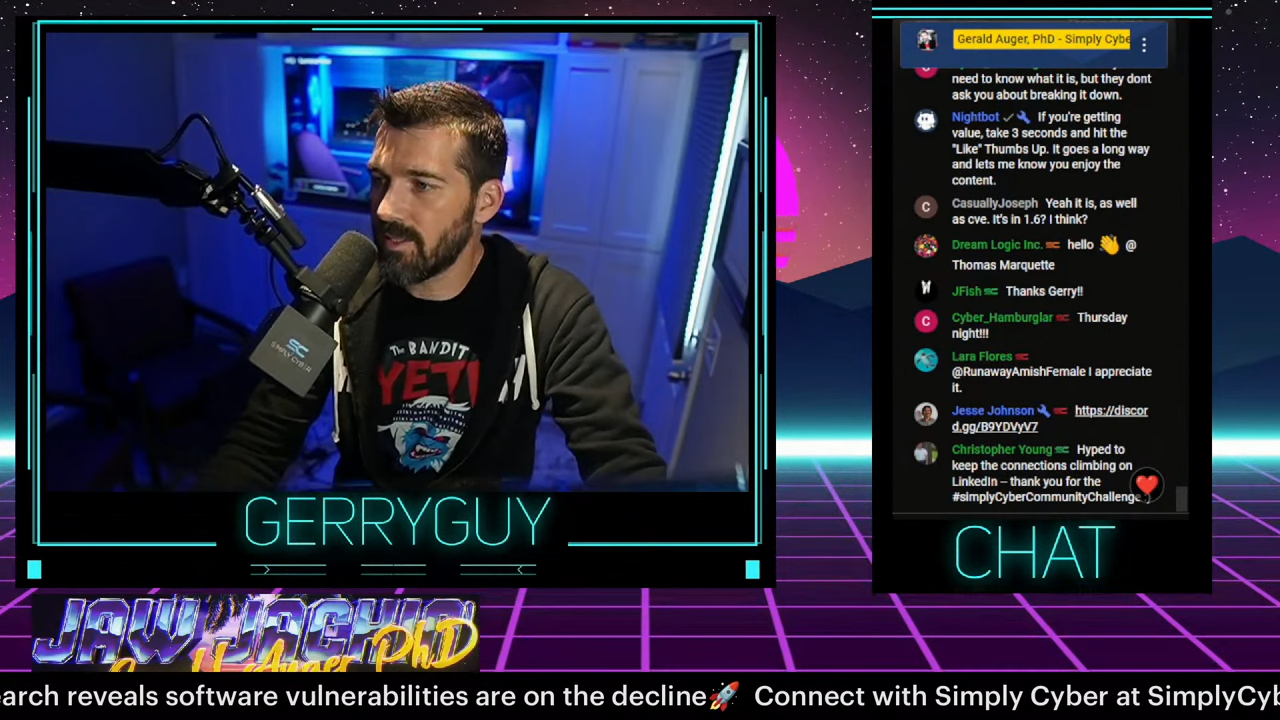 Gerald Auger, PhD - Simply Cybe
need to know what it is, but they dont
ask you about breaking it down.
Nightbot If you're getting
value, take 3 seconds and hit the
"Like" Thumbs Up. It goes a long way
and lets me know you enjoy the
content.
C CasuallyJoseph Yeah it is, as well
as cve. It's in 1.6? I think?
Dream Logic Inc. hello 👋 @
Thomas Marquette
JFish Thanks Gerry!!
C Cyber_Hamburglar Thursday
night!!!
Lara Flores
@RunawayAmishFemale I appreciate
it.
Jesse Johnson https://discor
d.gg/B9YDVyV7
Christopher Young Hyped to
keep the connections climbing on
LinkedIn – thank you for the
#simplyCyberCommunityChallenge
CHAT
The BANDIT
YETI
SC
SIMPLY CYBER
GERRYGUY
JAW JACKIN'
Gerald Auger PhD
earch reveals software vulnerabilities are on the decline🚀 Connect with Simply Cyber at SimplyCyb